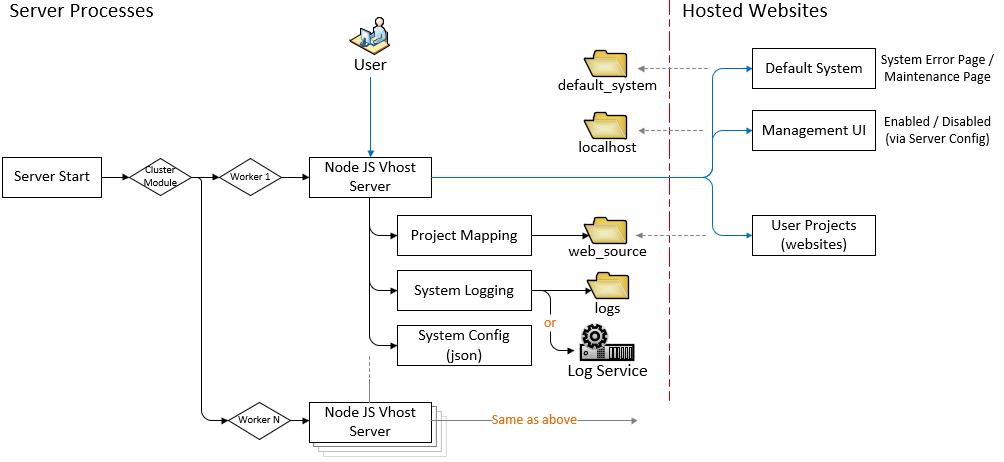 Server Processes
Hosted Websites
User
default_system
Default System
System Error Page /
Maintenance Page
localhost
Management UI
Enabled / Disabled
(via Server Config)
Server Start
Cluster
Module
Worker 1
Node JS Vhost
Server
Project Mapping
web_source
User Projects
(websites)
System Logging
logs
or
System Config
(json)
Log Service
Worker N
Node JS Vhost
Server
Same as above